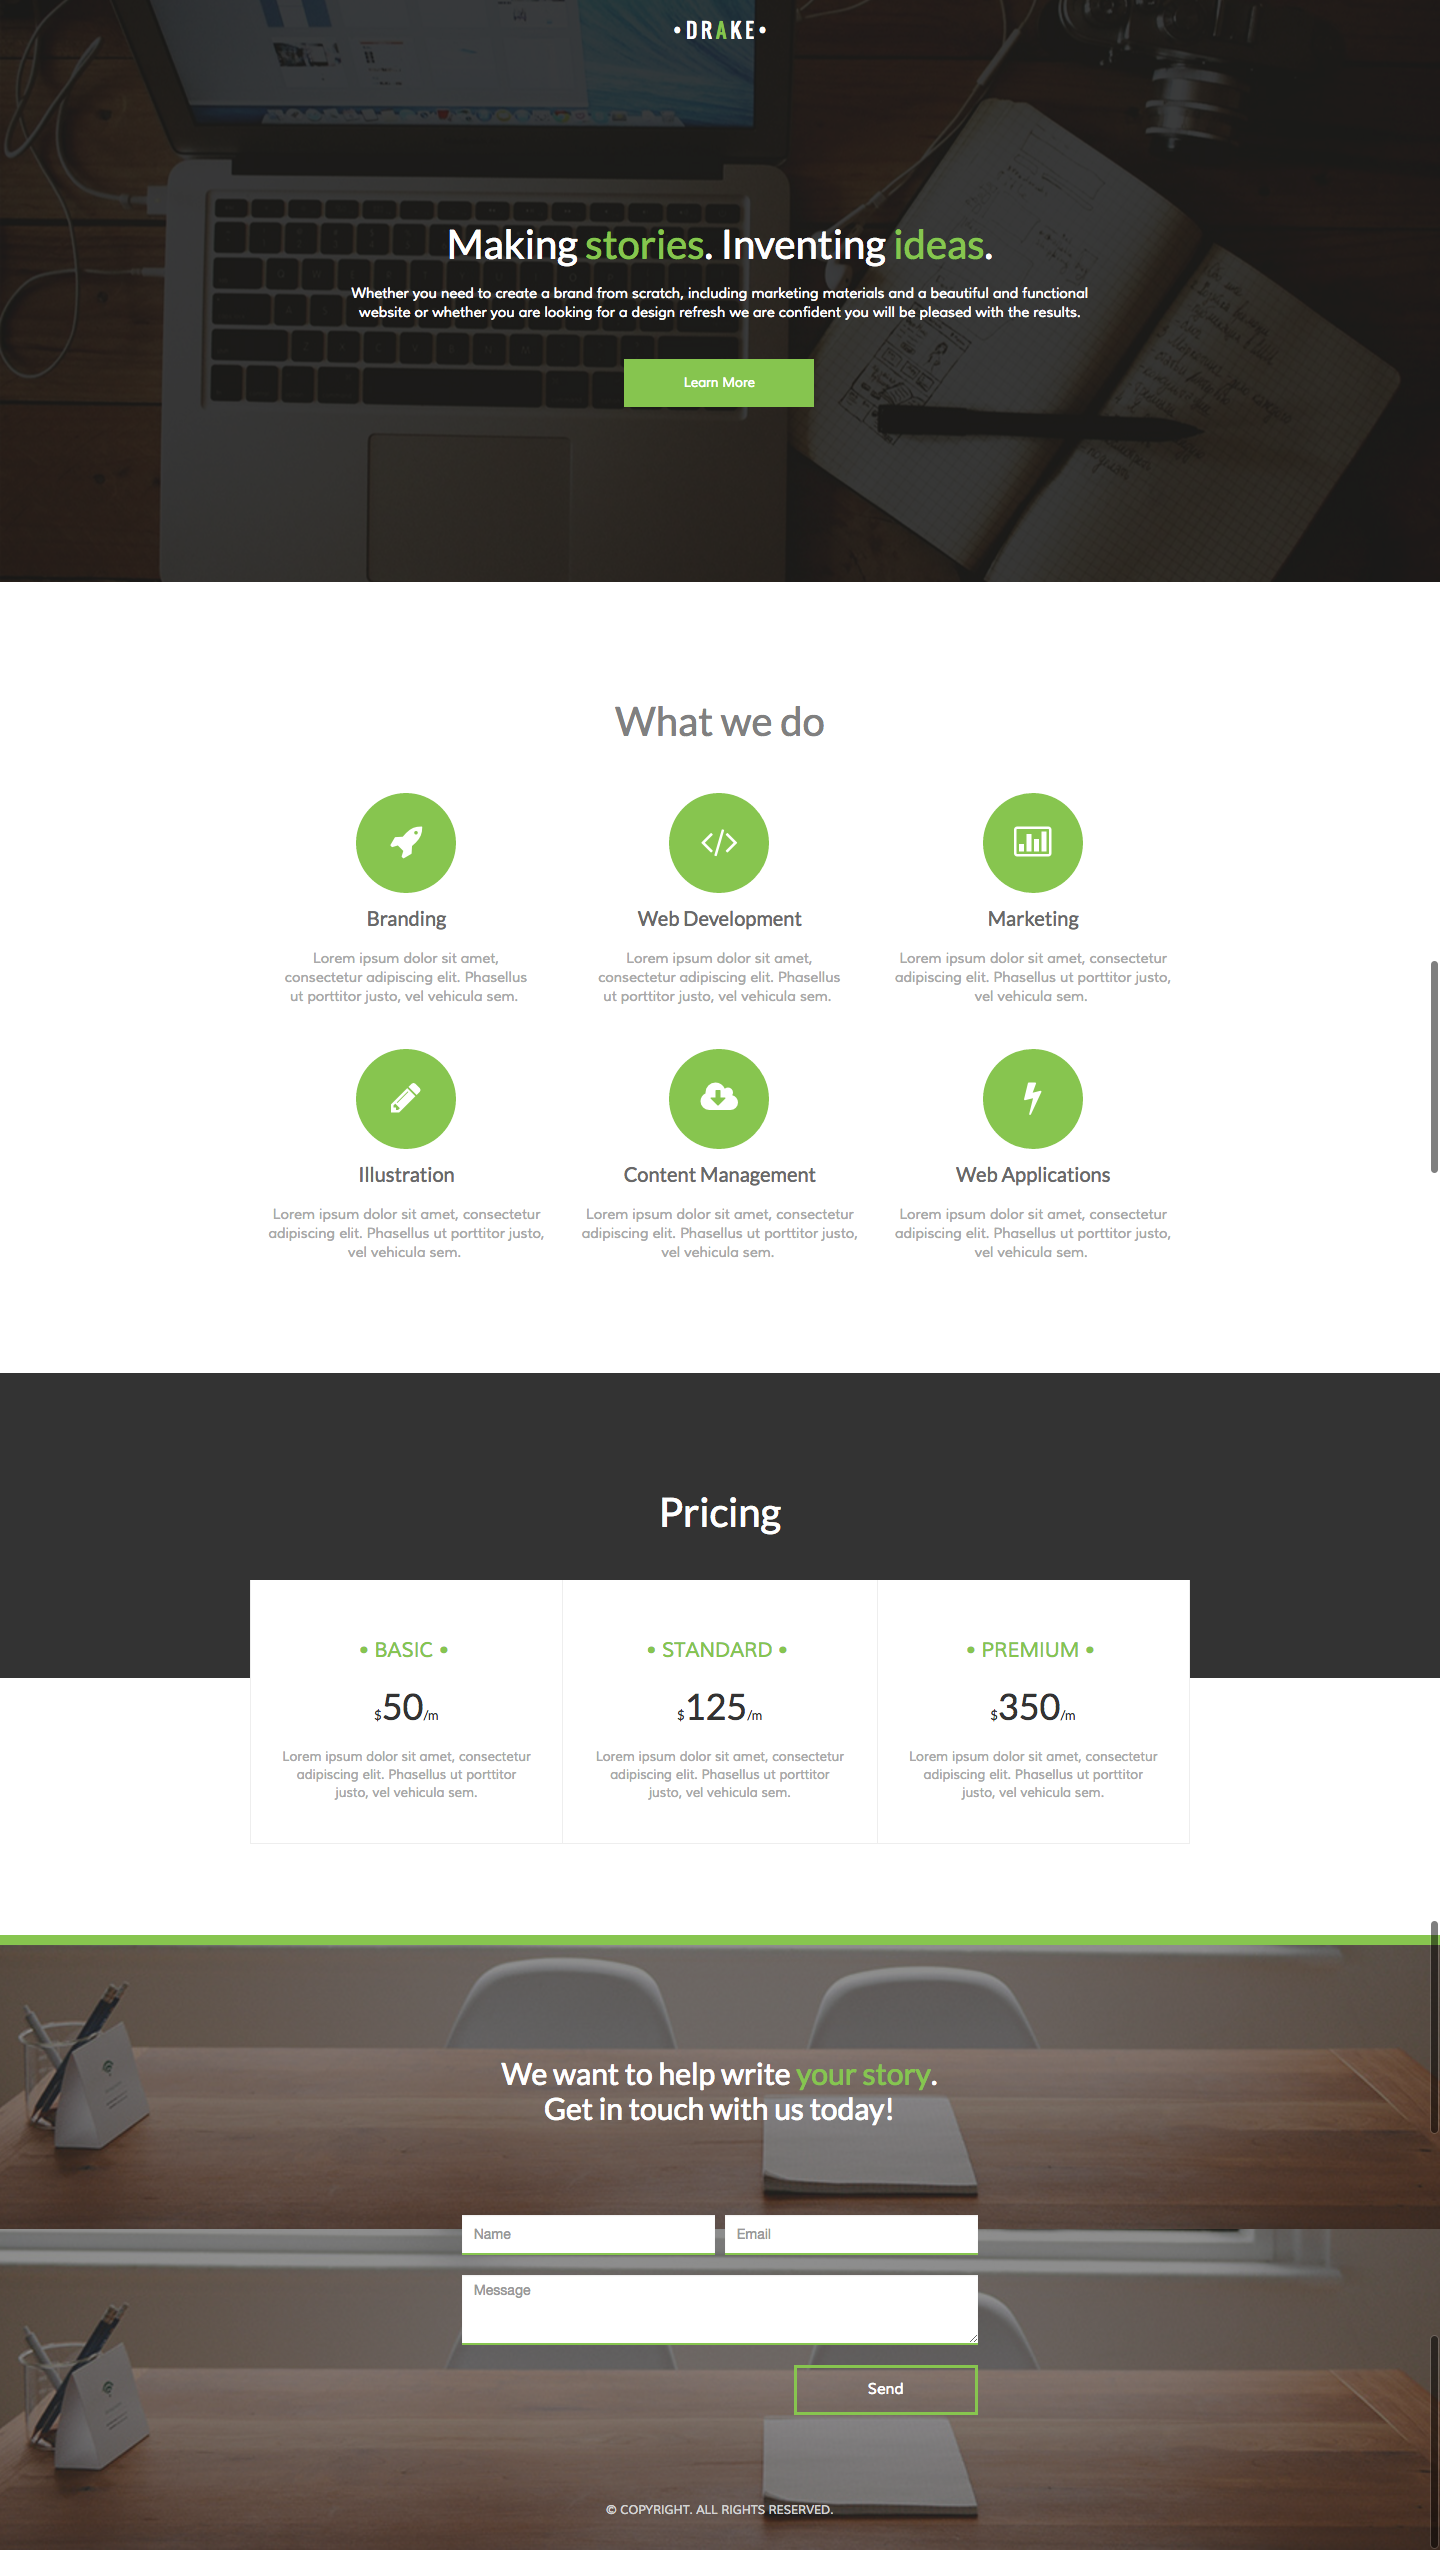 •DRAKE•
Making stories. Inventing ideas.
Whether you need to create a brand from scratch, including marketing materials and a beautiful and functional
website or whether you are looking for a design refresh we are confident you will be pleased with the results.
Learn More
What we do
Branding
Lorem ipsum dolor sit amet,
consectetur adipiscing elit. Phasellus
ut porttitor justo, vel vehicula sem.
Web Development
Lorem ipsum dolor sit amet,
consectetur adipiscing elit. Phasellus
ut porttitor justo, vel vehicula sem.
Marketing
Lorem ipsum dolor sit amet, consectetur
adipiscing elit. Phasellus ut porttitor justo,
vel vehicula sem.
Illustration
Lorem ipsum dolor sit amet, consectetur
adipiscing elit. Phasellus ut porttitor justo,
vel vehicula sem.
Content Management
Lorem ipsum dolor sit amet, consectetur
adipiscing elit. Phasellus ut porttitor justo,
vel vehicula sem.
Web Applications
Lorem ipsum dolor sit amet, consectetur
adipiscing elit. Phasellus ut porttitor justo,
vel vehicula sem.
Pricing
• BASIC •
$50/m
Lorem ipsum dolor sit amet, consectetur
adipiscing elit. Phasellus ut porttitor
justo, vel vehicula sem.
• STANDARD •
$125/m
Lorem ipsum dolor sit amet, consectetur
adipiscing elit. Phasellus ut porttitor
justo, vel vehicula sem.
• PREMIUM •
$350/m
Lorem ipsum dolor sit amet, consectetur
adipiscing elit. Phasellus ut porttitor
justo, vel vehicula sem.
We want to help write your story.
Get in touch with us today!
Name
Email
Message
Send
© COPYRIGHT. ALL RIGHTS RESERVED.